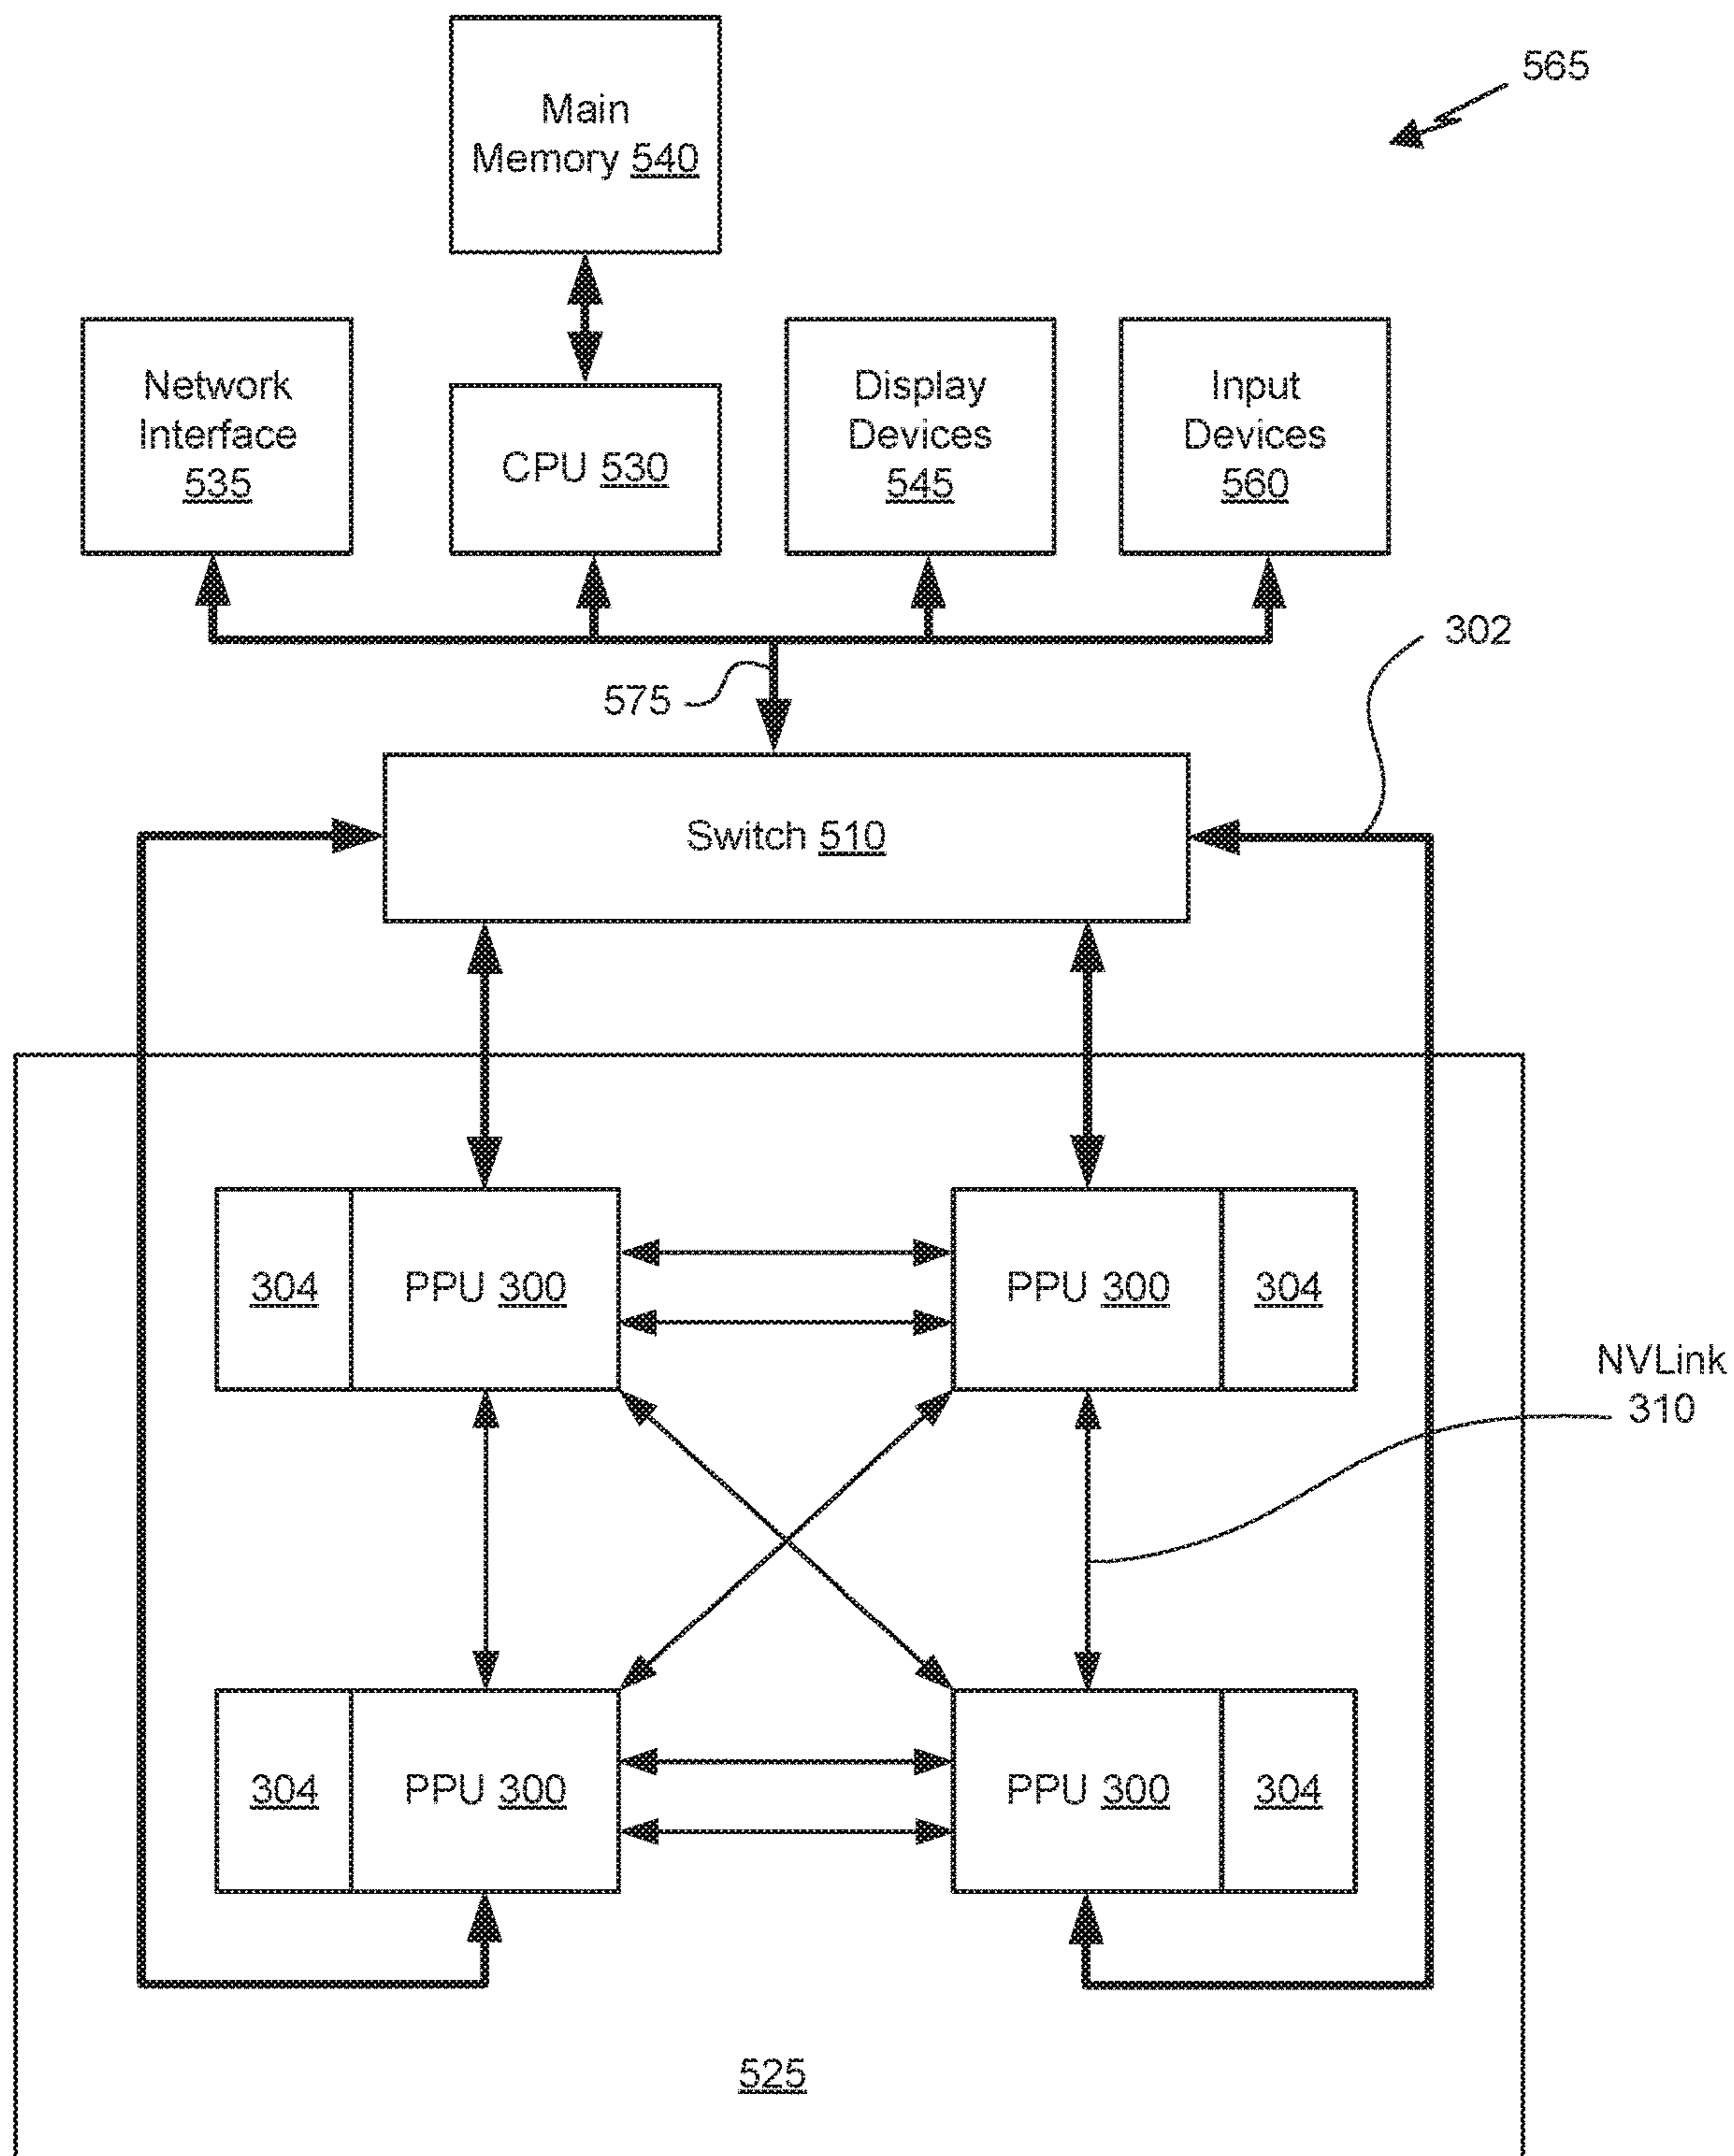 565
Main
Memory 540
Network
Interface
535
CPU 530
Display
Devices
545
Input
Devices
560
302
575
Switch 510
304
PPU 300
PPU 300
304
NVLink
310
304
PPU 300
PPU 300
304
525